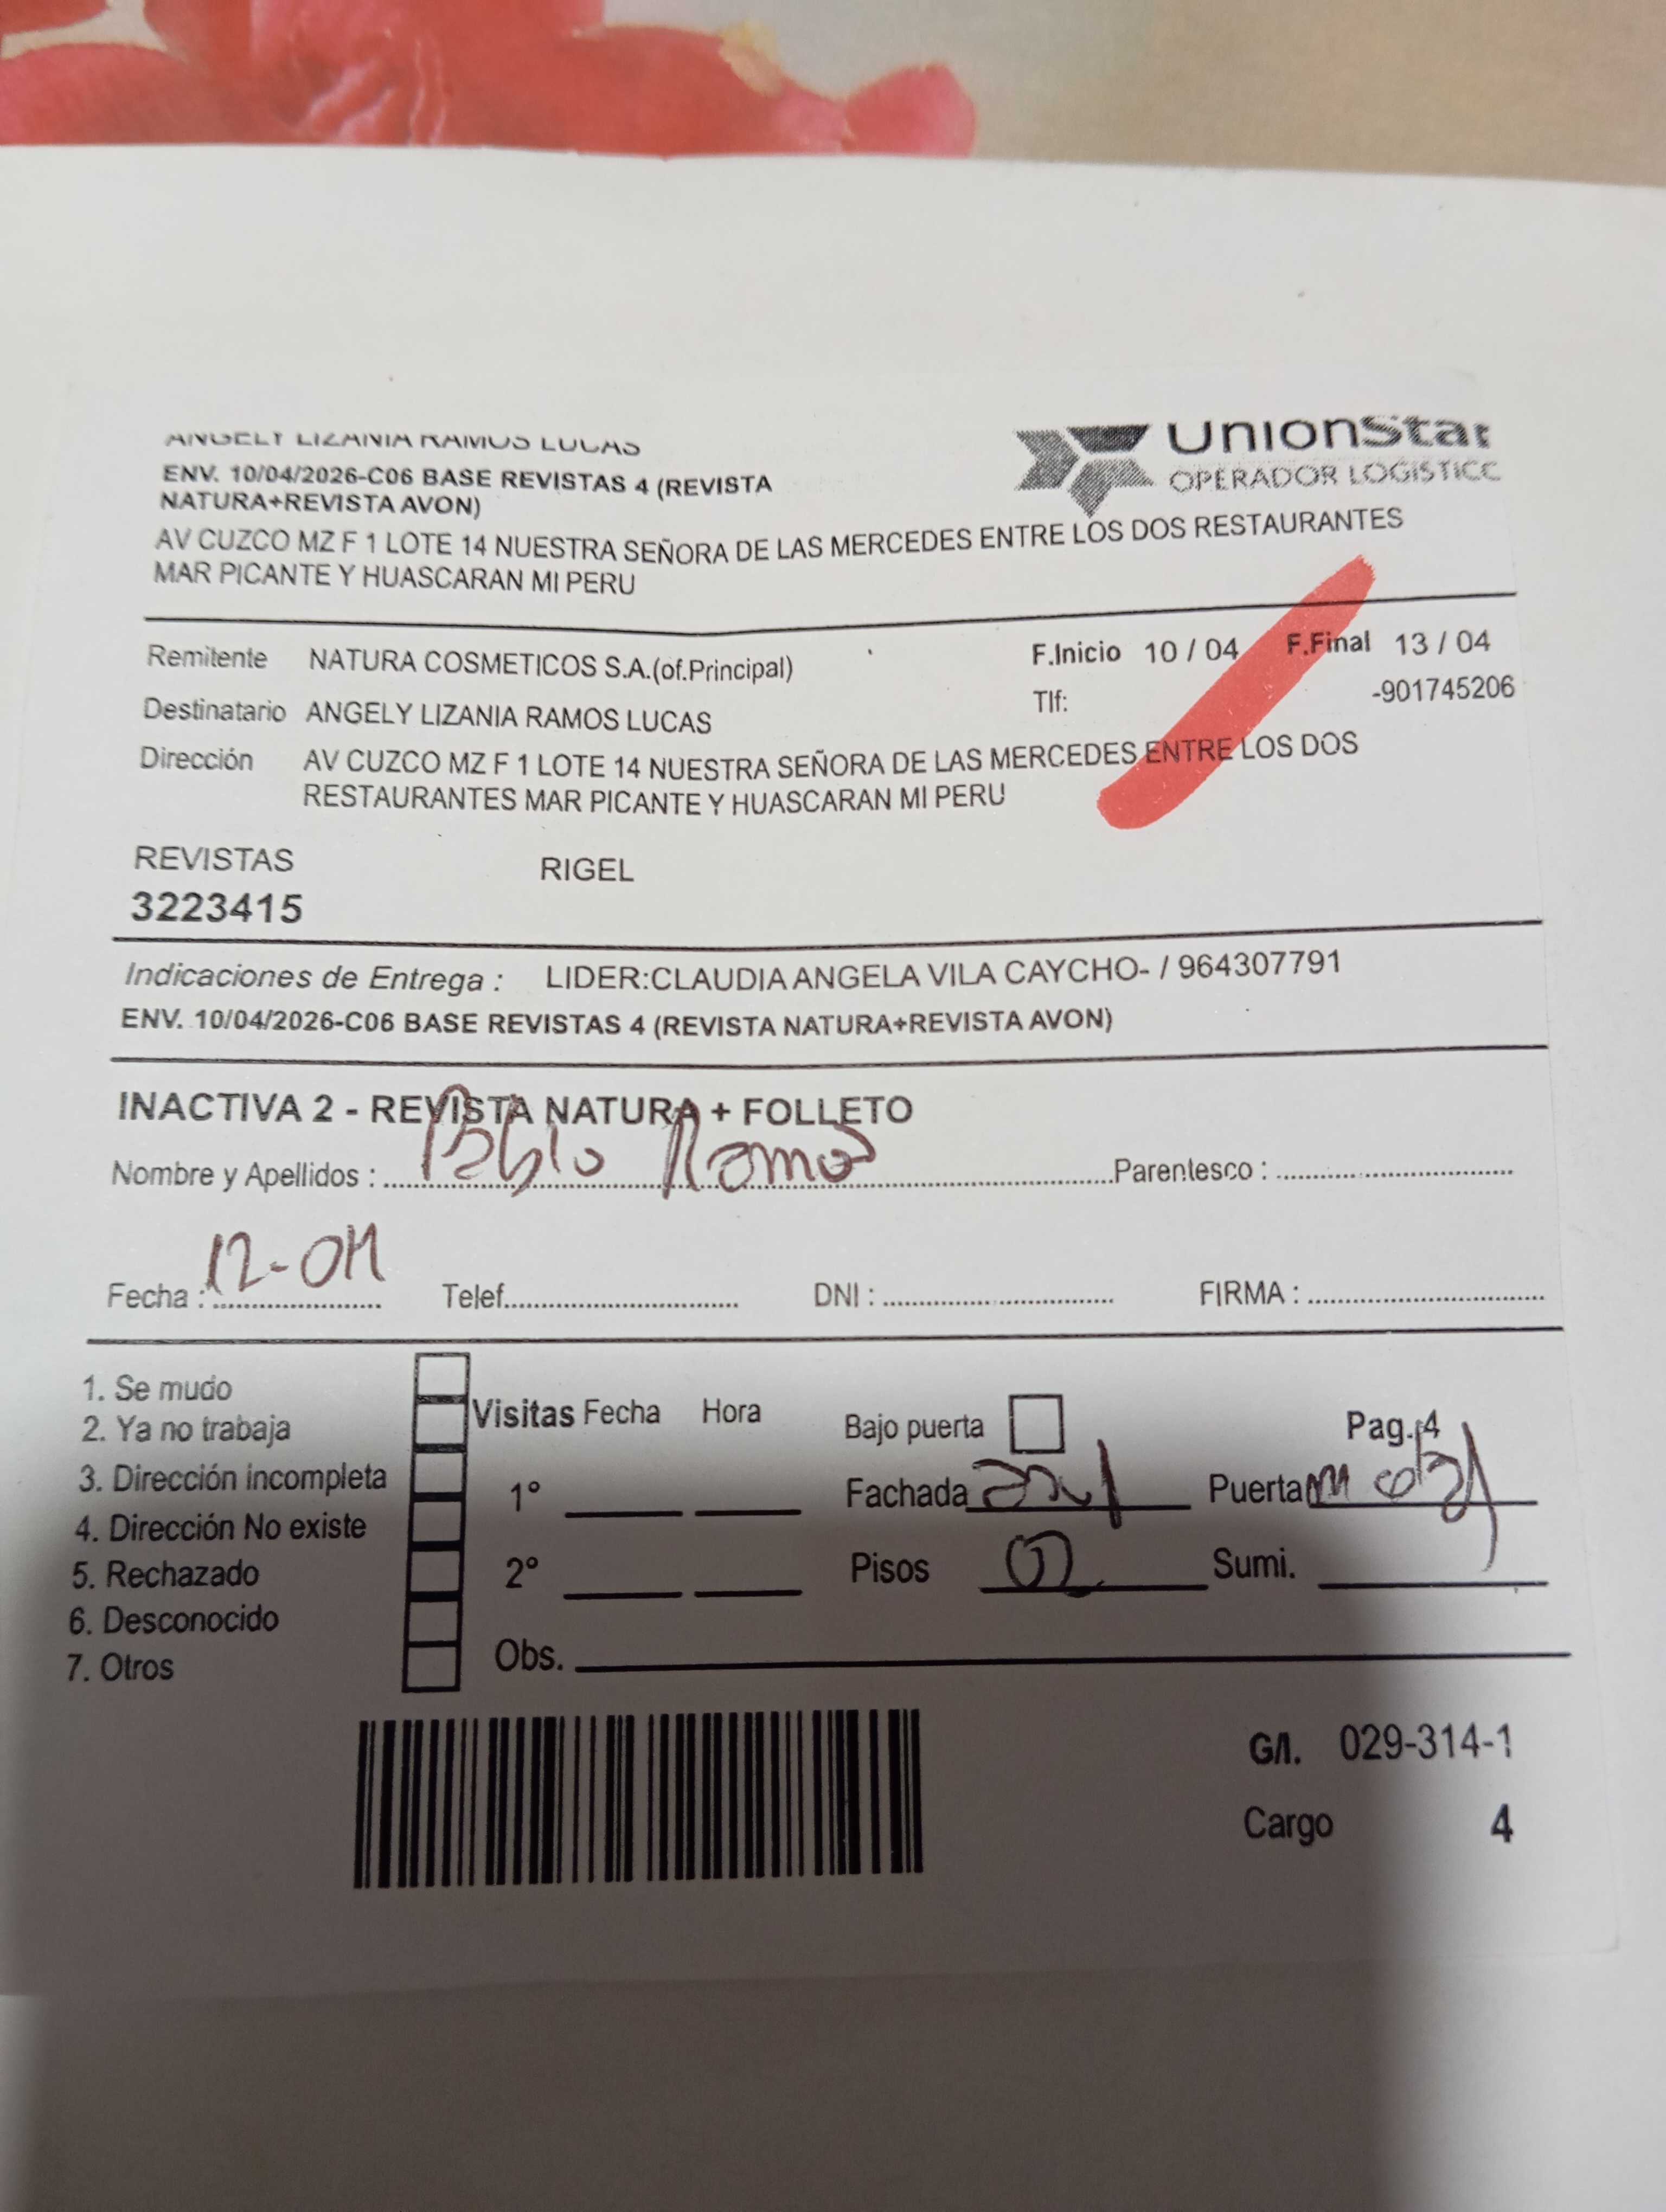 ANGELY LIZANIA RAMOS LUCAS
UnionStar
OPERADOR LOGISTICO
ENV. 10/04/2026-C06 BASE REVISTAS 4 (REVISTA
NATURA+REVISTA AVON)
AV CUZCO MZ F 1 LOTE 14 NUESTRA SEÑORA DE LAS MERCEDES ENTRE LOS DOS RESTAURANTES
MAR PICANTE Y HUASCARAN MI PERU
Remitente NATURA COSMETICOS S.A.(of.Principal) F.Inicio 10 / 04 F.Final 13 / 04
Destinatario ANGELY LIZANIA RAMOS LUCAS Tlf: -901745206
Dirección AV CUZCO MZ F 1 LOTE 14 NUESTRA SEÑORA DE LAS MERCEDES ENTRE LOS DOS
RESTAURANTES MAR PICANTE Y HUASCARAN MI PERU
REVISTAS RIGEL
3223415
Indicaciones de Entrega : LIDER:CLAUDIA ANGELA VILA CAYCHO- / 964307791
ENV. 10/04/2026-C06 BASE REVISTAS 4 (REVISTA NATURA+REVISTA AVON)
INACTIVA 2 - REVISTA NATURA + FOLLETO
Nombre y Apellidos : Pablo Ramos Parentesco :
Fecha : 12-04 Telef. DNI : FIRMA :
1. Se mudo
2. Ya no trabaja
3. Dirección incompleta
4. Dirección No existe
5. Rechazado
6. Desconocido
7. Otros
Visitas Fecha Hora
1°
2°
Obs.
Bajo puerta Pag. 4
Fachada Puerta
Pisos 02 Sumi.
G/I. 029-314-1
Cargo 4